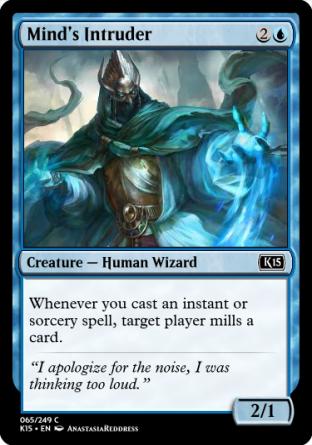 Mind's Intruder 2
Creature — Human Wizard K15
Whenever you cast an instant or
sorcery spell, target player mills a
card.
“I apologize for the noise, I was
thinking too loud.”
2/1
065/249 C
K15 • EN AnastasiaReddress